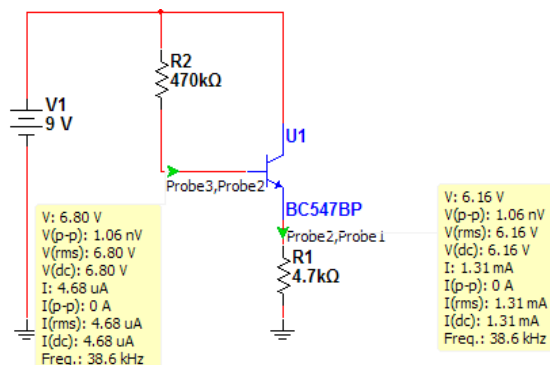 R2
470kΩ
V1
9 V
U1
BC547BP
Probe3,Probe2
Probe2,Probe1
R1
4.7kΩ
V: 6.80 V
V(p-p): 1.06 nV
V(rms): 6.80 V
V(dc): 6.80 V
I: 4.68 uA
I(p-p): 0 A
I(rms): 4.68 uA
I(dc): 4.68 uA
Freq.: 38.6 kHz
V: 6.16 V
V(p-p): 1.06 nV
V(rms): 6.16 V
V(dc): 6.16 V
I: 1.31 mA
I(p-p): 0 A
I(rms): 1.31 mA
I(dc): 1.31 mA
Freq.: 38.6 kHz